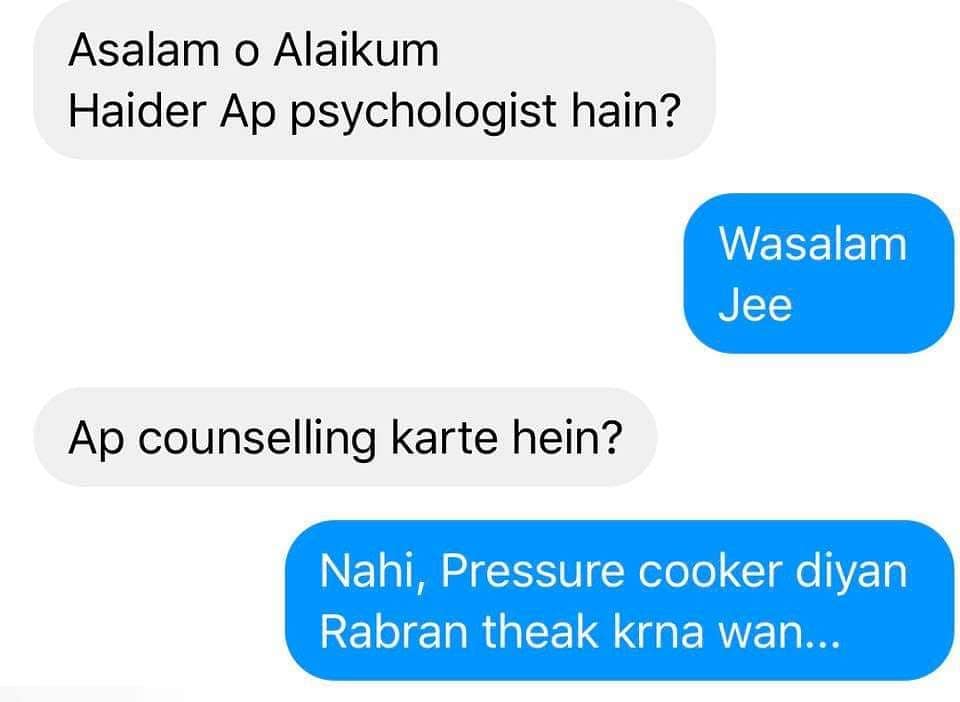 Asalam o Alaikum
Haider Ap psychologist hain?
Wasalam
Jee
Ap counselling karte hein?
Nahi, Pressure cooker diyan
Rabran theak krna wan...